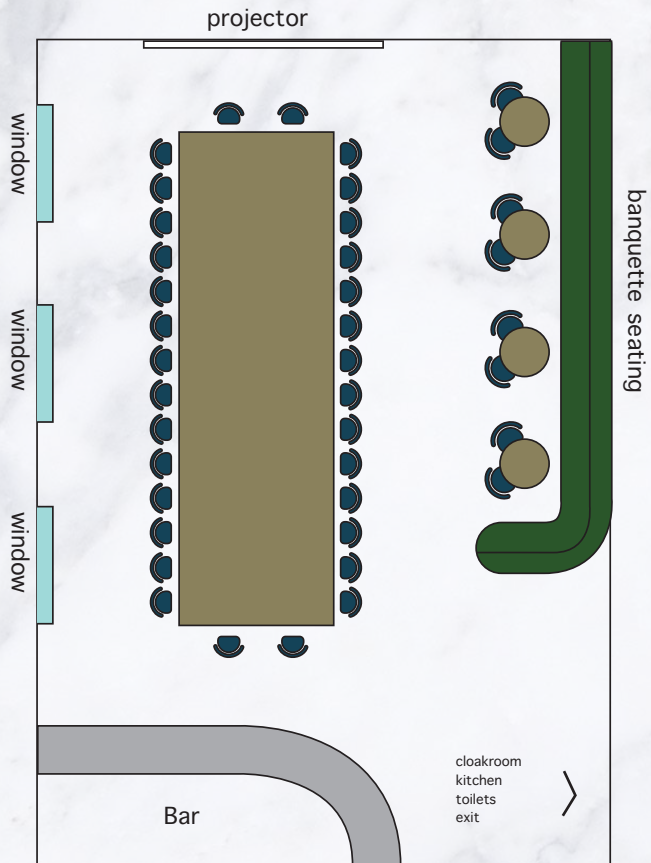 projector
window
window
window
banquette seating
cloakroom
kitchen
toilets
exit
Bar